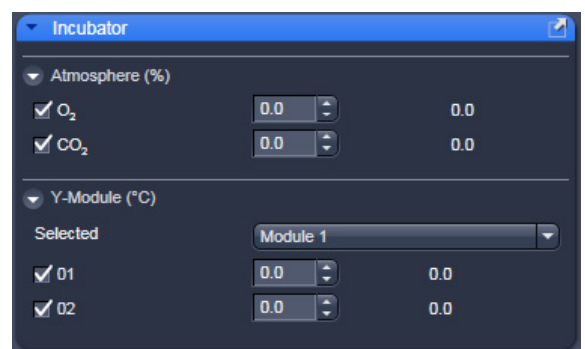 Incubator
Atmosphere (%)
O₂ 0.0 0.0
CO₂ 0.0 0.0
Y-Module (°C)
Selected Module 1
01 0.0 0.0
02 0.0 0.0